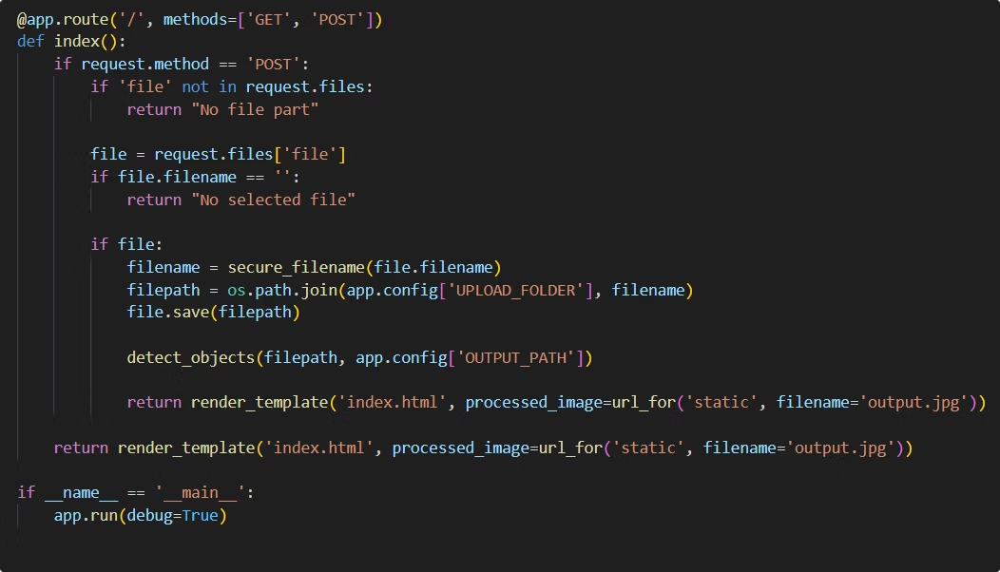 @app.route('/', methods=['GET', 'POST'])
def index():
    if request.method == 'POST':
        if 'file' not in request.files:
            return "No file part"

        file = request.files['file']
        if file.filename == '':
            return "No selected file"

        if file:
            filename = secure_filename(file.filename)
            filepath = os.path.join(app.config['UPLOAD_FOLDER'], filename)
            file.save(filepath)

            detect_objects(filepath, app.config['OUTPUT_PATH'])

            return render_template('index.html', processed_image=url_for('static', filename='output.jpg'))

    return render_template('index.html', processed_image=url_for('static', filename='output.jpg'))

if __name__ == '__main__':
    app.run(debug=True)